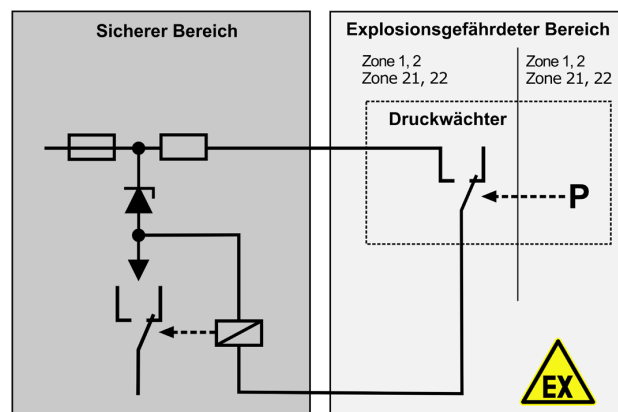 Sicherer Bereich
Explosionsgefährdeter Bereich
Zone 1, 2
Zone 21, 22
Zone 1, 2
Zone 21, 22
Druckwächter
P
EX